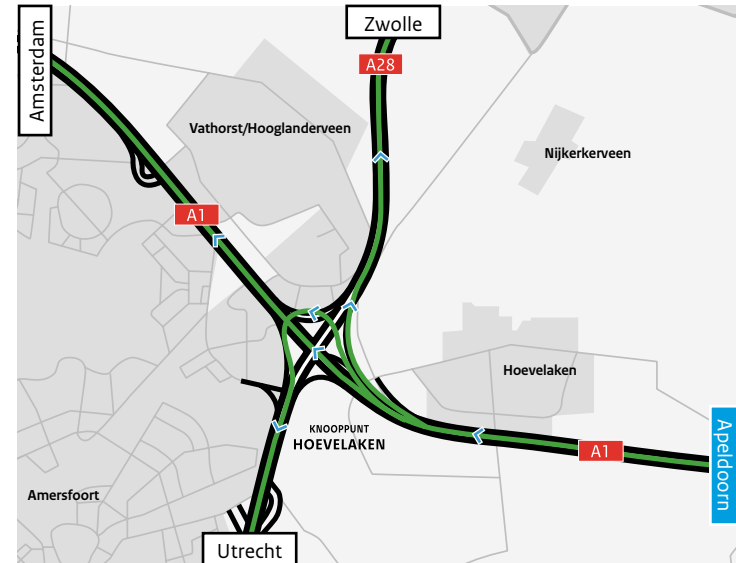 Zwolle
Amsterdam
A28
Vathorst/Hooglanderveen
Nijkerkerveen
A1
Hoevelaken
KNOOPPUNT
HOEVELAKEN
A1
Apeldoorn
Amersfoort
Utrecht